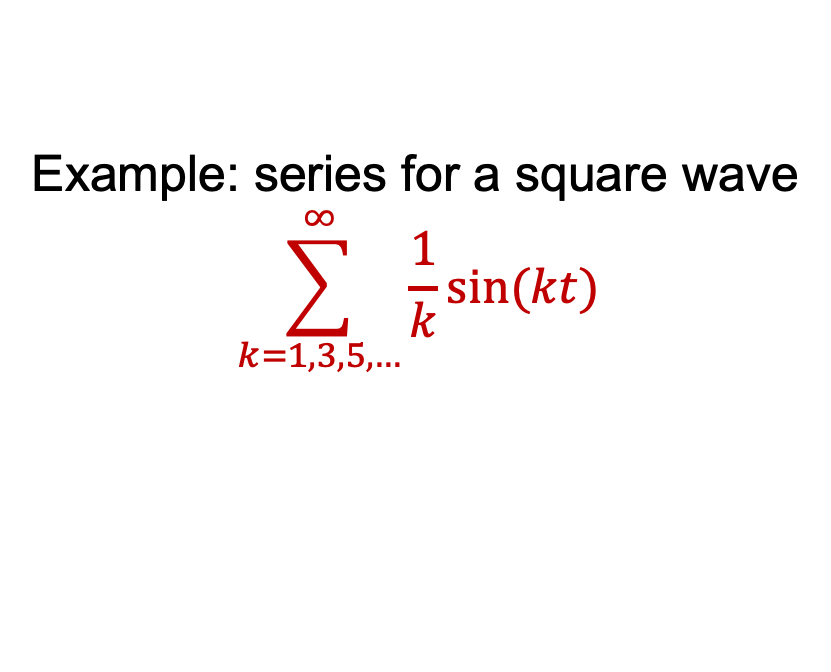 Example: series for a square wave
∞
∑ 1/k sin(kt)
k=1,3,5,...